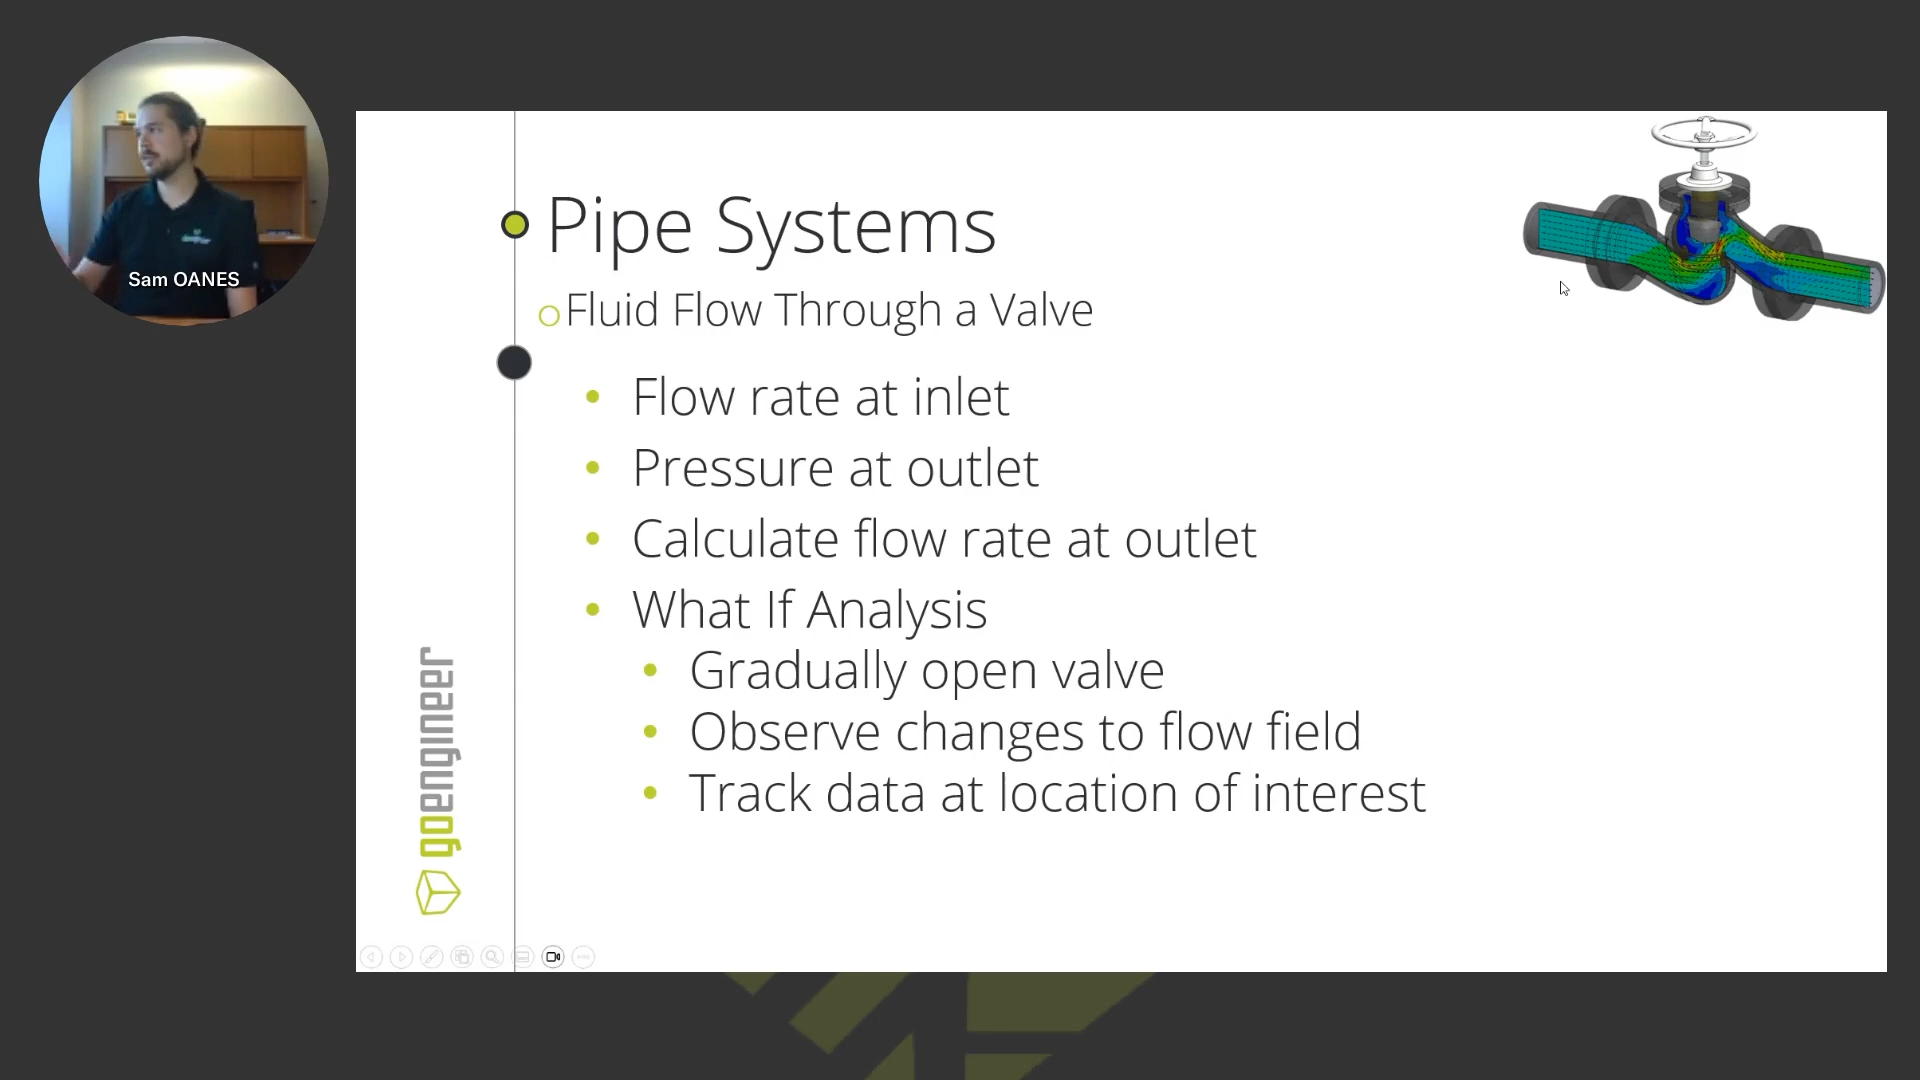 Sam OANES
Pipe Systems
Fluid Flow Through a Valve
Flow rate at inlet
Pressure at outlet
Calculate flow rate at outlet
What If Analysis
Gradually open valve
Observe changes to flow field
Track data at location of interest
goengineer